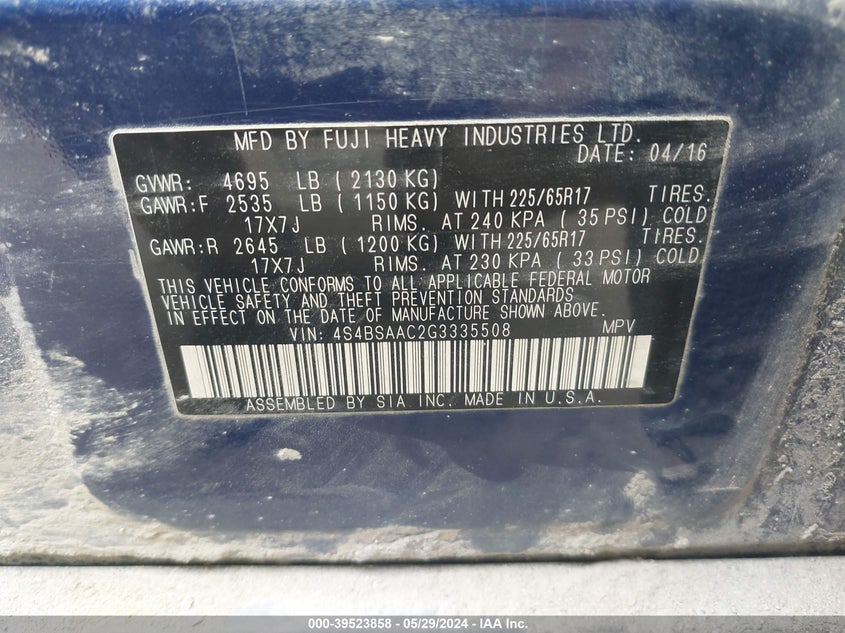 MFD BY FUJI HEAVY INDUSTRIES LTD.
DATE: 04/16
GVWR: 4695 LB ( 2130 KG)
GAWR:F 2535 LB ( 1150 KG) WITH 225/65R17 TIRES.
17X7J RIMS. AT 240 KPA ( 35 PSI) COLD
GAWR:R 2645 LB ( 1200 KG) WITH 225/65R17 TIRES.
17X7J RIMS. AT 230 KPA ( 33 PSI) COLD
THIS VEHICLE CONFORMS TO ALL APPLICABLE FEDERAL MOTOR
VEHICLE SAFETY AND THEFT PREVENTION STANDARDS
IN EFFECT ON THE DATE OF MANUFACTURE SHOWN ABOVE.
VIN: 4S4BSAAC2G3335508 MPV
ASSEMBLED BY SIA INC. MADE IN U.S.A.
000-39523858 - 05/29/2024 - IAA Inc.